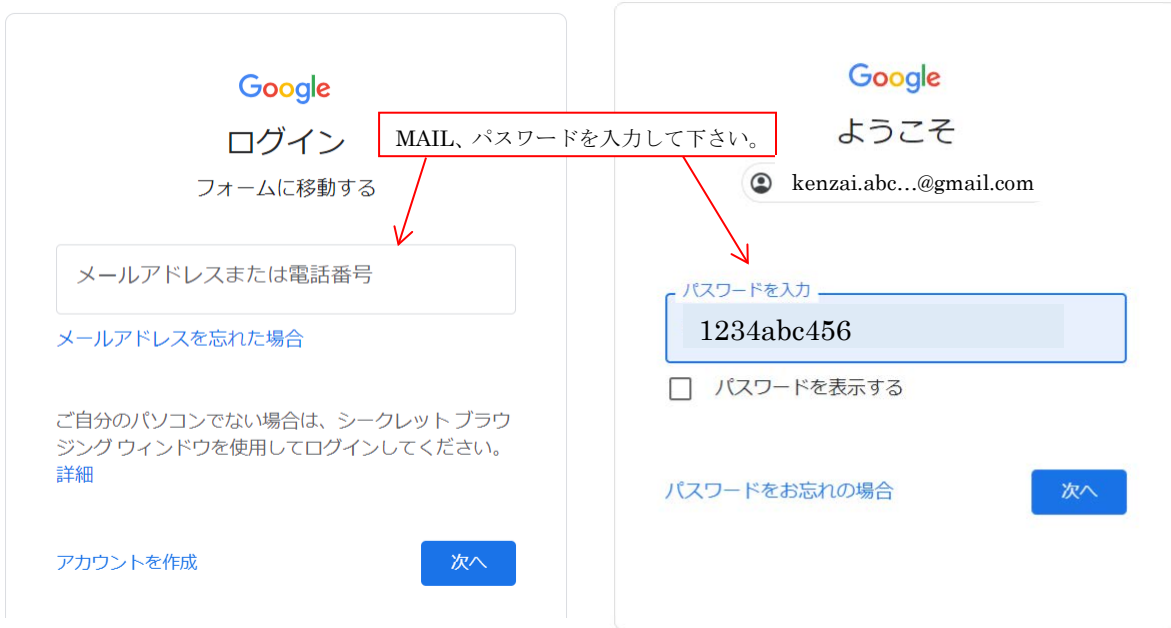 Google
ログイン
フォームに移動する
メールアドレスまたは電話番号
メールアドレスを忘れた場合
ご自分のパソコンでない場合は、シークレット ブラウ
ジング ウィンドウを使用してログインしてください。
詳細
アカウントを作成
次へ
MAIL、パスワードを入力して下さい。
Google
ようこそ
kenzai.abc…@gmail.com
パスワードを入力
1234abc456
パスワードを表示する
パスワードをお忘れの場合
次へ